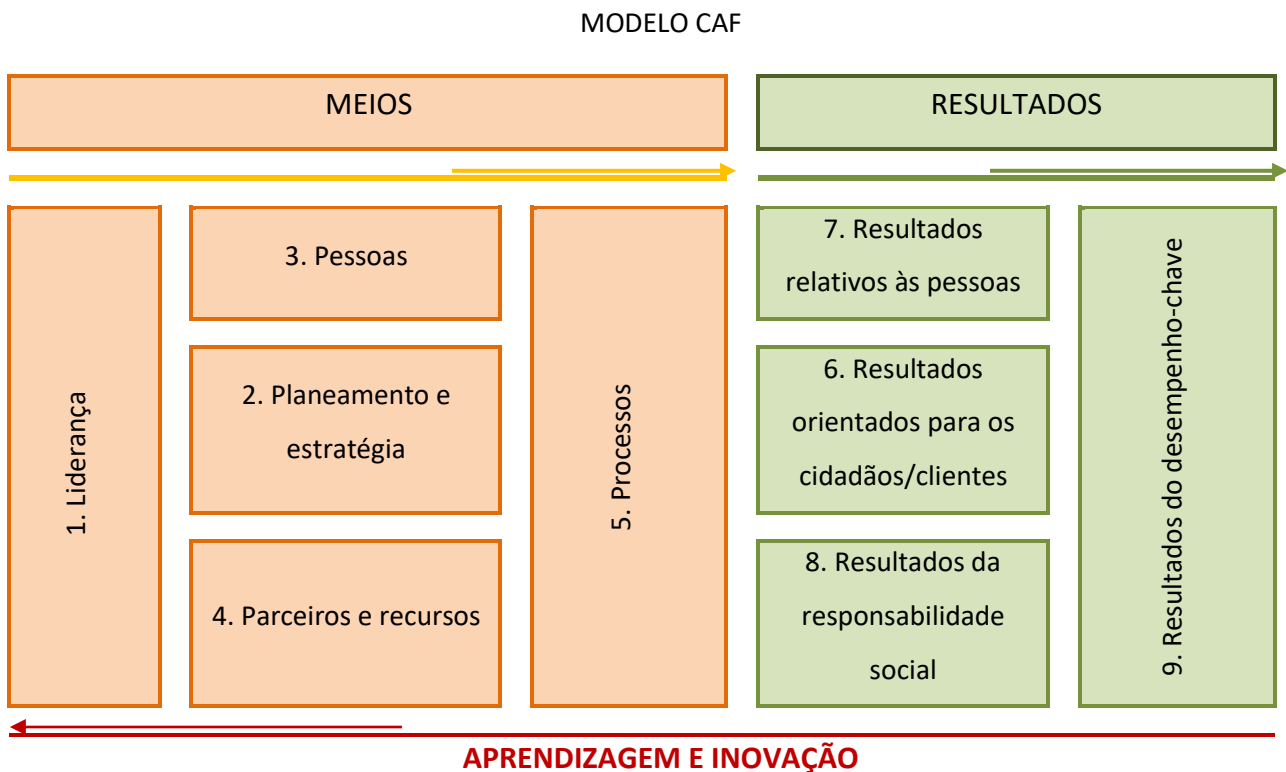 MODELO CAF
MEIOS
RESULTADOS
1. Liderança
3. Pessoas
2. Planeamento e
estratégia
4. Parceiros e recursos
5. Processos
7. Resultados
relativos às pessoas
6. Resultados
orientados para os
cidadãos/clientes
8. Resultados da
responsabilidade
social
9. Resultados do desempenho-chave
APRENDIZAGEM E INOVAÇÃO